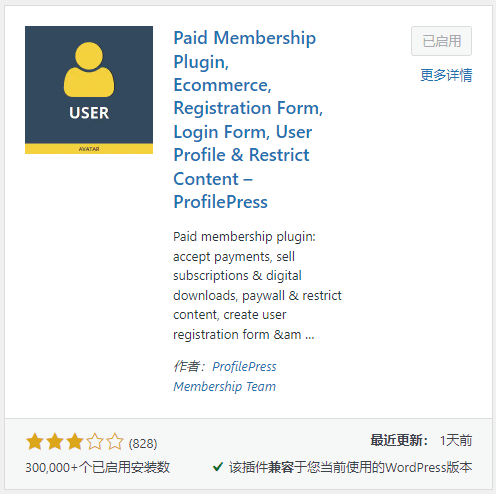 USER
AVATAR
Paid Membership
Plugin,
Ecommerce,
Registration Form,
Login Form, User
Profile & Restrict
Content –
ProfilePress
已启用
更多详情
Paid membership plugin:
accept payments, sell
subscriptions & digital
downloads, paywall & restrict
content, create user
registration form &am ...
作者：ProfilePress
Membership Team
(828)
300,000+个已启用安装数
最近更新： 1天前
该插件兼容于您当前使用的WordPress版本